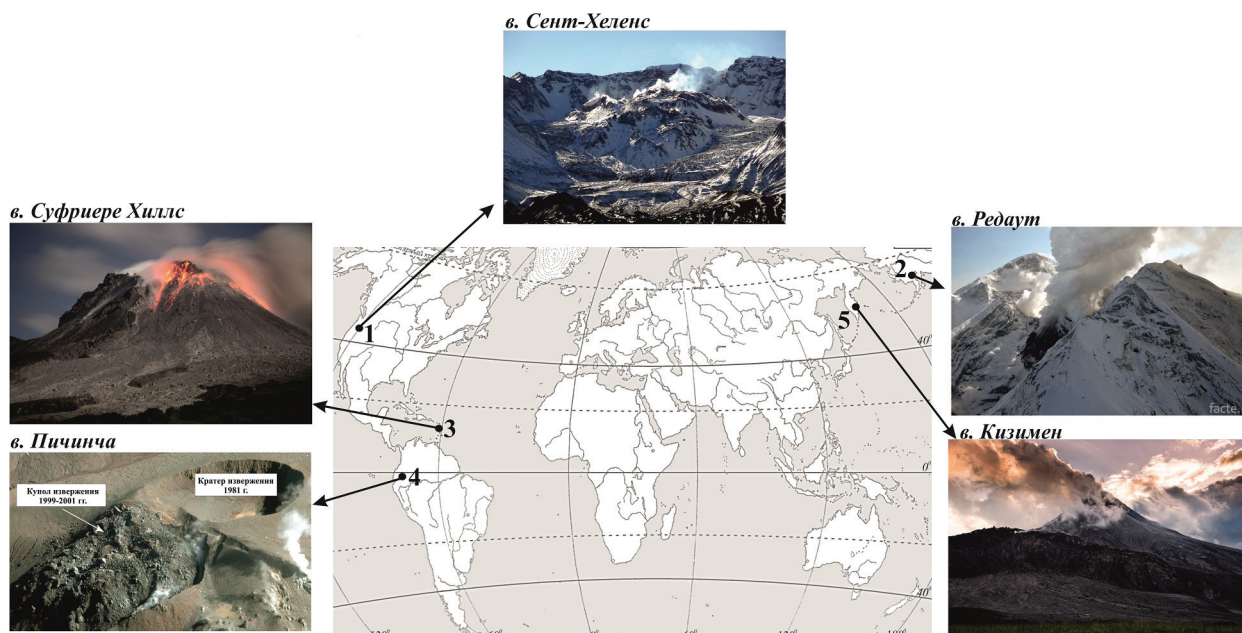 в. Сент-Хеленс
в. Суфриере Хиллс
в. Редаут
2
5
1
40°
facte.
3
в. Пичинча
в. Кизимен
Купол извержения
1999-2001 гг.
Кратер извержения
1981 г.
4
0°
40°